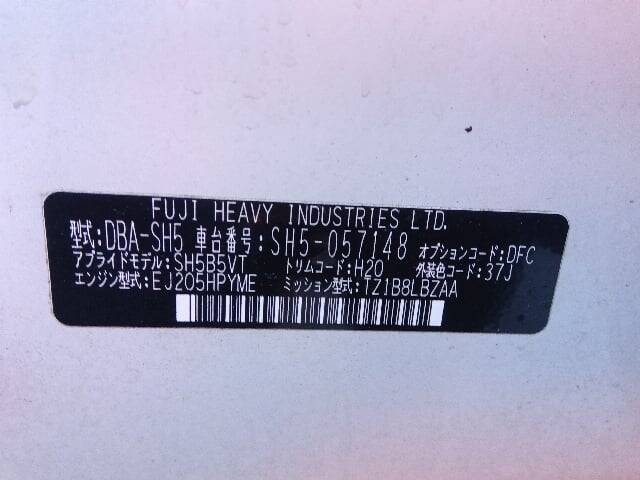 FUJI HEAVY INDUSTRIES LTD.
型式:DBA-SH5 車台番号:SH5-057148 オプションコード:DFC
アプライドモデル:SH5B5VT トリムコード:H20 外装色コード:37J
エンジン型式:EJ205HPYME ミッション型式:TZ1B8LBZAA